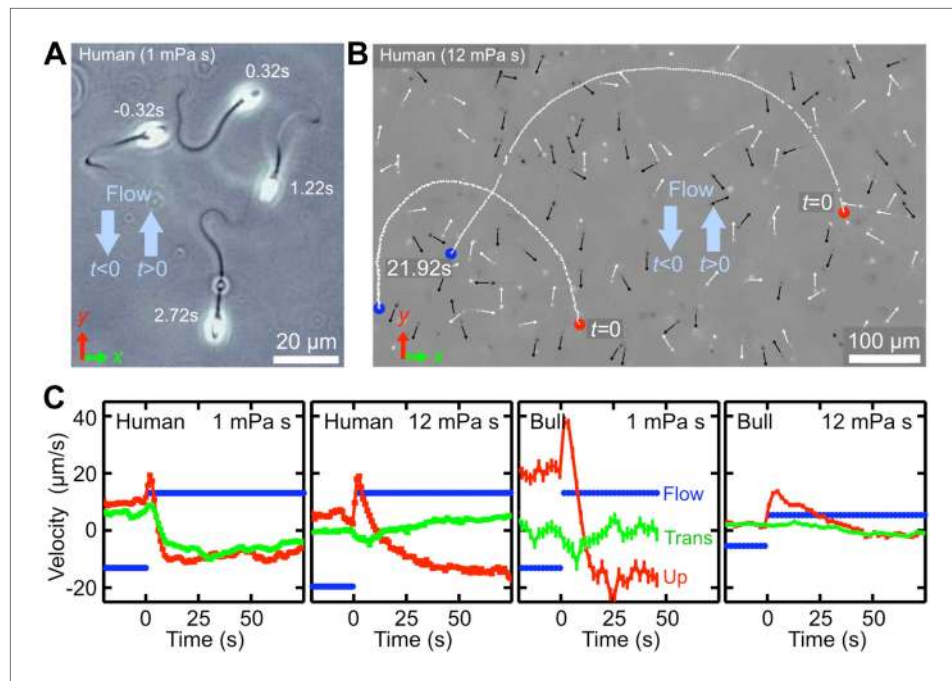 A
Human (1 mPa s)
0.32s
-0.32s
1.22s
Flow
t<0 t>0
2.72s
y
x
20 µm
B
Human (12 mPa s)
Flow
t<0 t>0
t=0
21.92s
t=0
y
x
100 µm
C
Velocity (µm/s)
40
20
0
-20
Human 1 mPa s
Human 12 mPa s
Bull 1 mPa s
Bull 12 mPa s
Flow
Trans
Up
0 25 50
0 25 50
0 25 50
0 25 50
Time (s)
Time (s)
Time (s)
Time (s)